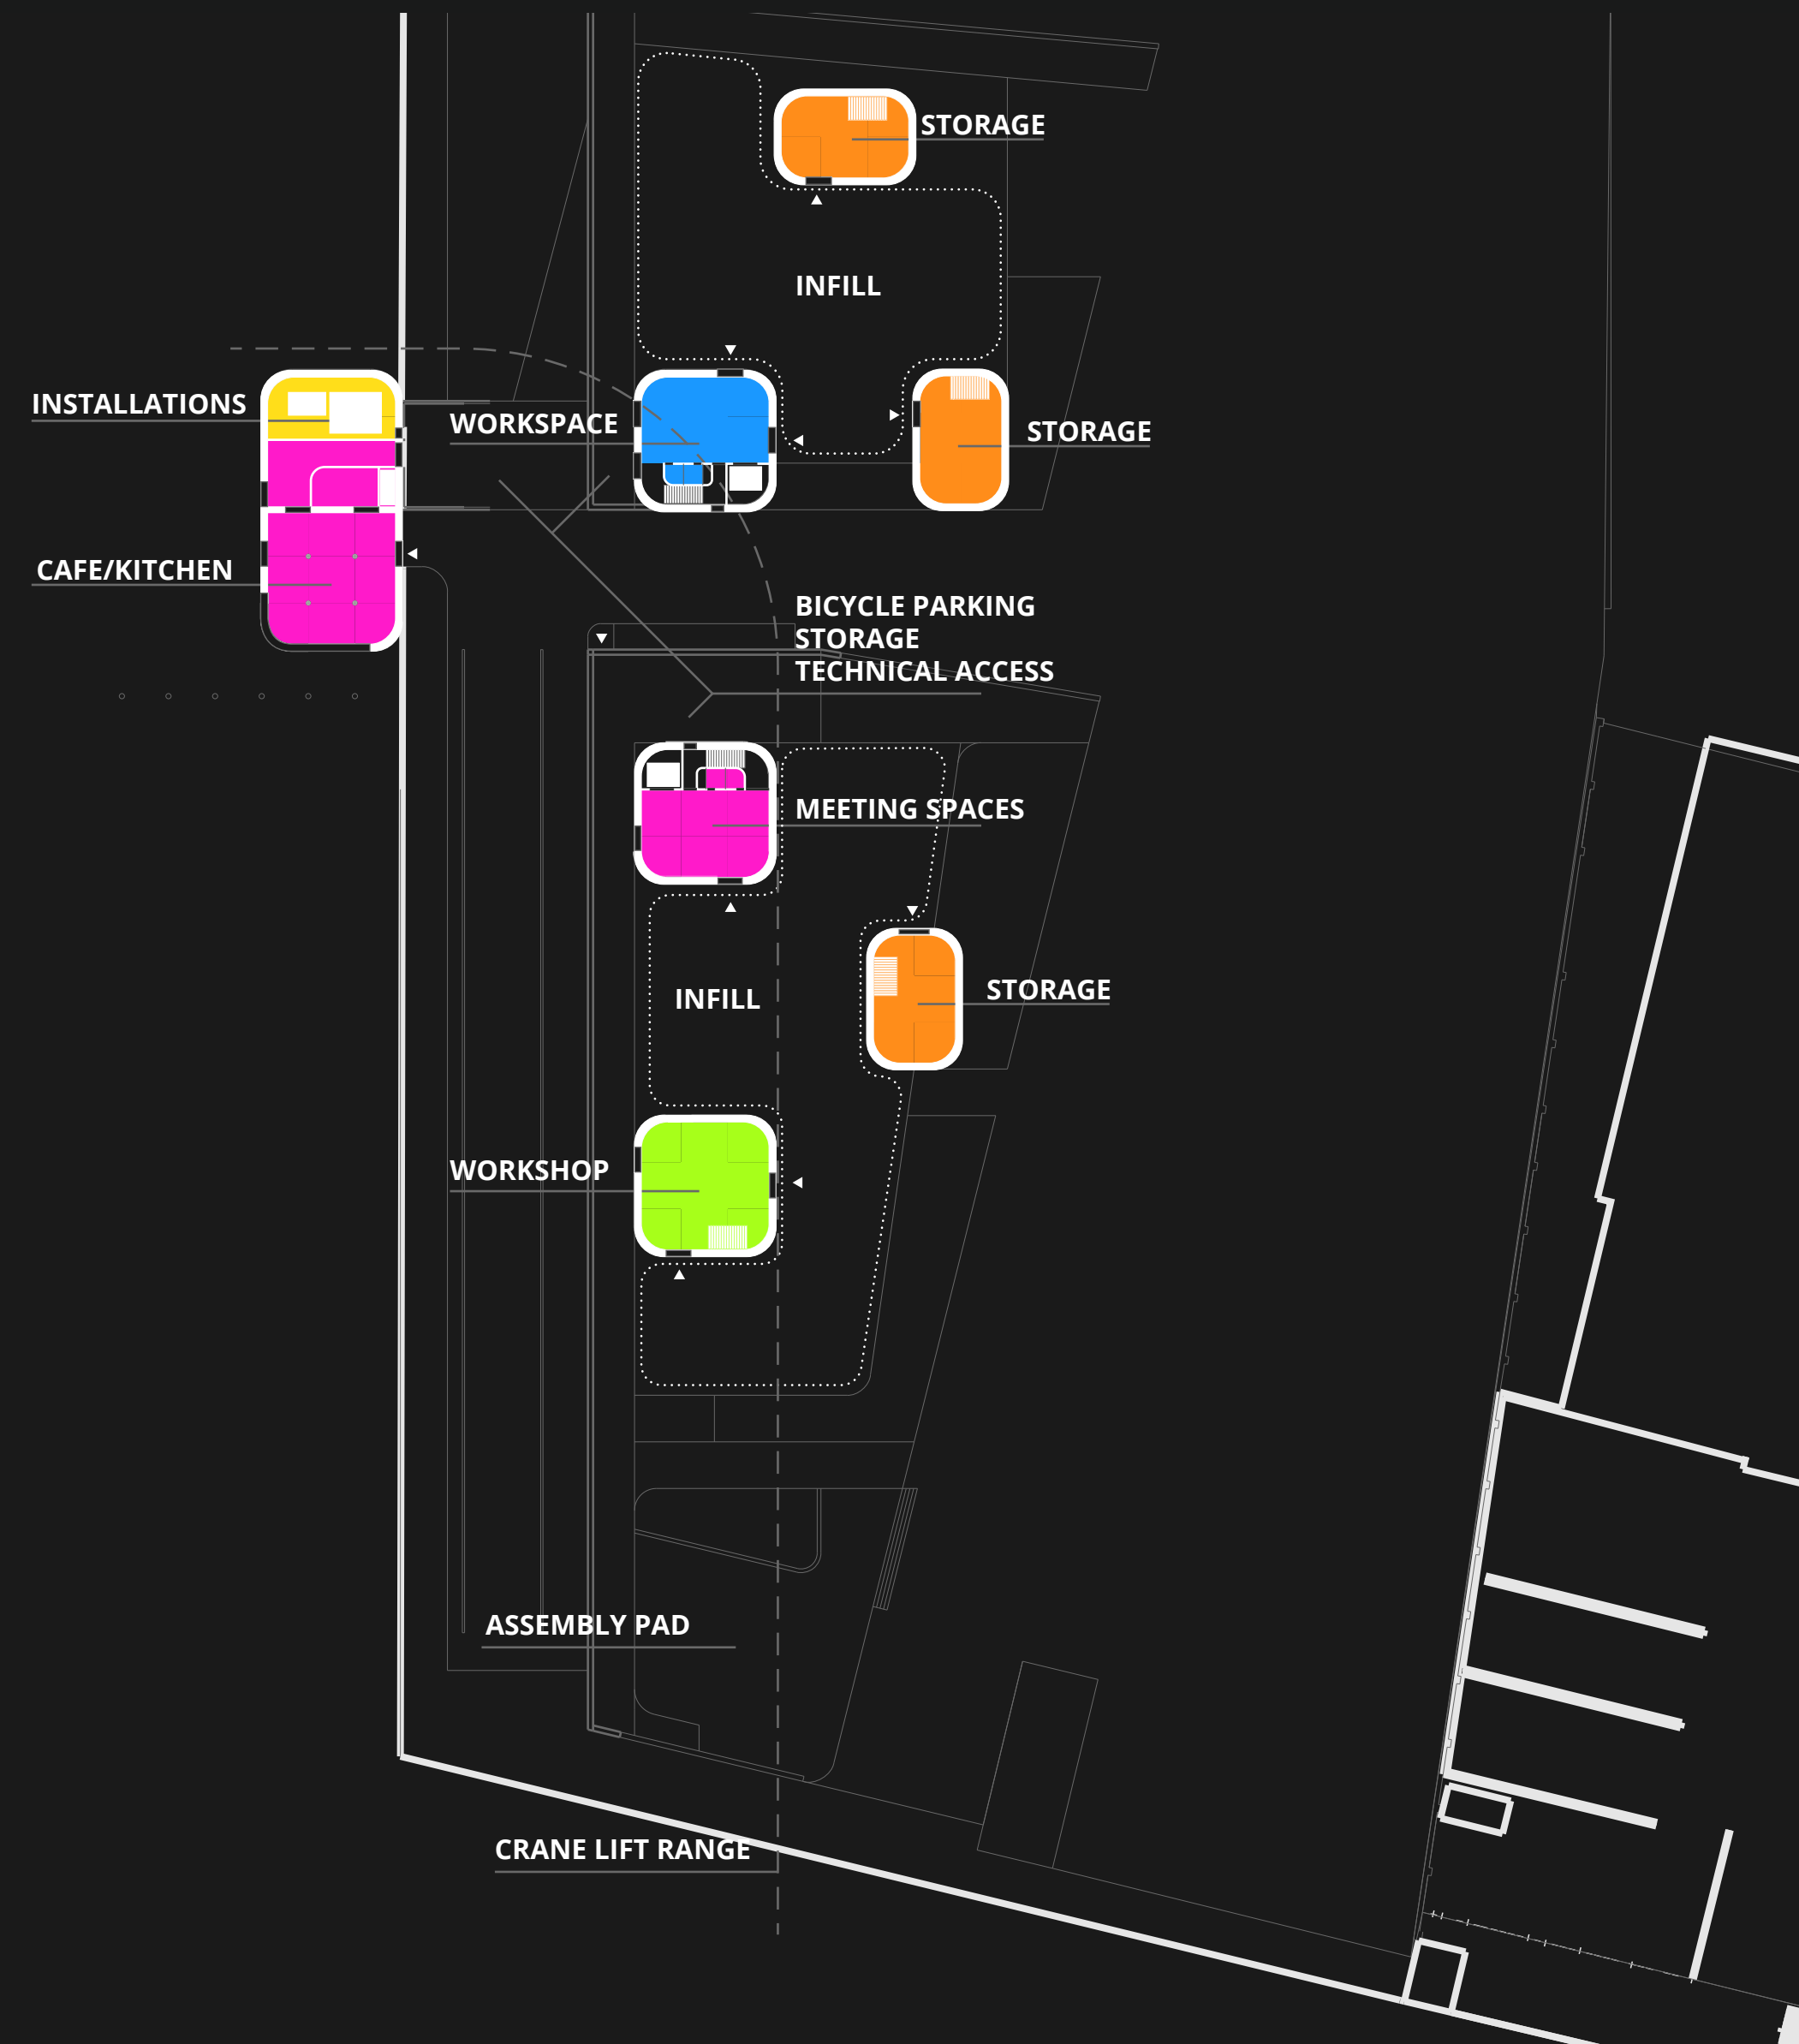 STORAGE
INFILL
INSTALLATIONS
WORKSPACE
STORAGE
CAFE/KITCHEN
BICYCLE PARKING
STORAGE
TECHNICAL ACCESS
MEETING SPACES
STORAGE
INFILL
WORKSHOP
ASSEMBLY PAD
CRANE LIFT RANGE